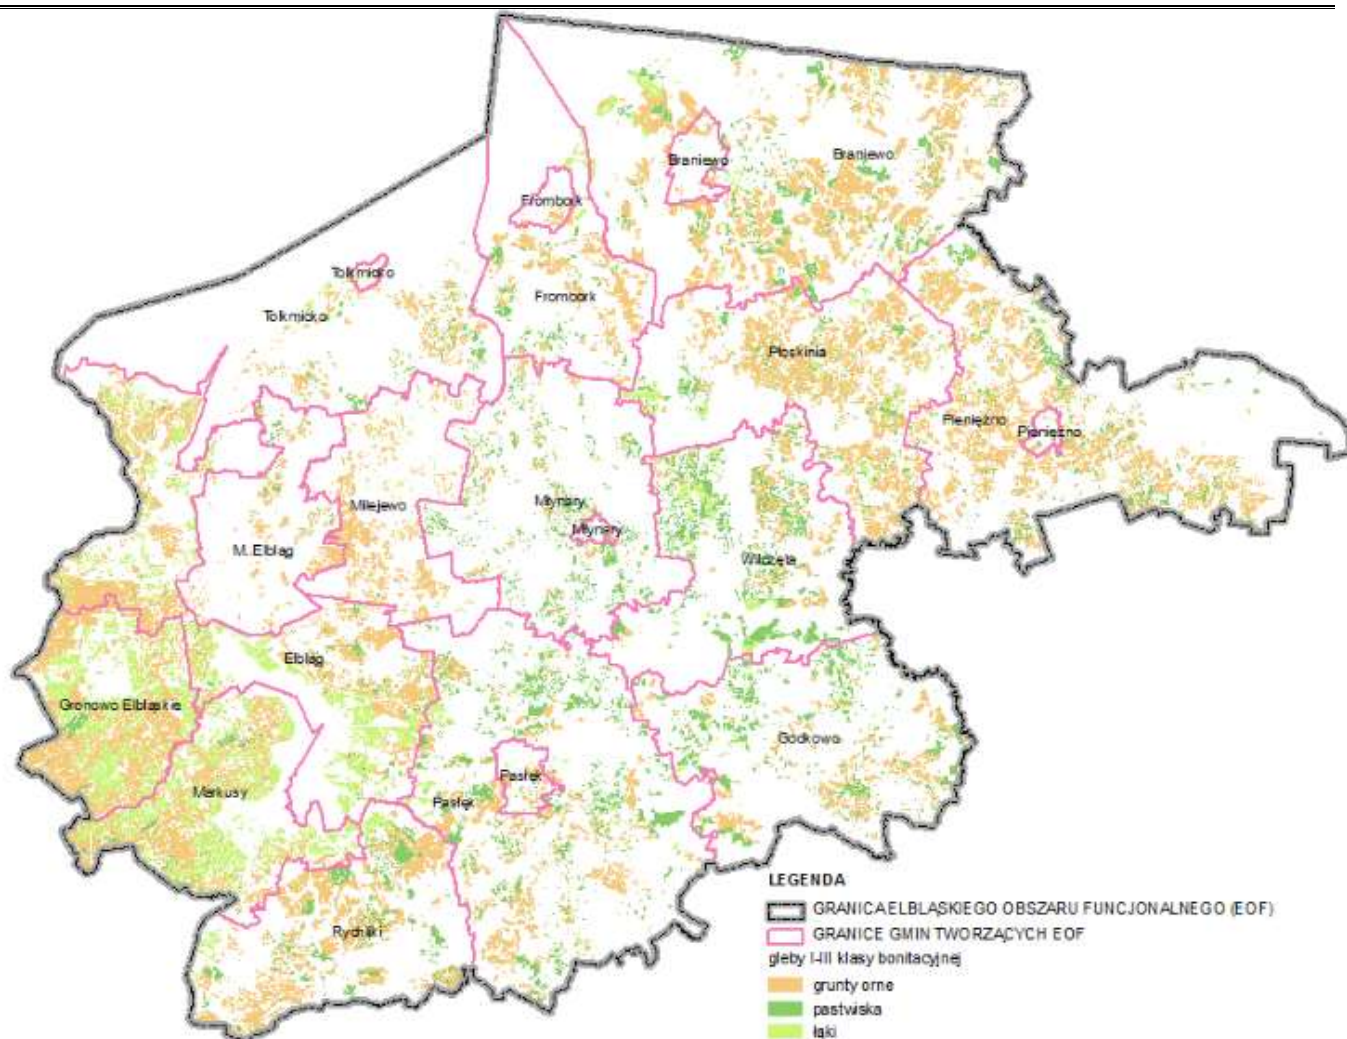 Braniewo
Braniewo
Frombork
Tolkmicko
Frombork
Tolkmicko
Płoskinia
Pieniężno
Pieniężno
Milejewo
Młynary
Młynary
M. Elbląg
Wilczęta
Elbląg
Gronowo Elbląskie
Godkowo
Pasłęk
Markusy
Pasłęk
Rychliki
LEGENDA
GRANICA ELBLĄSKIEGO OBSZARU FUNCJONALNEGO (EOF)
GRANICE GMIN TWORZĄCYCH EOF
gleby I-III klasy bonitacyjnej
grunty orne
pastwiska
łąki